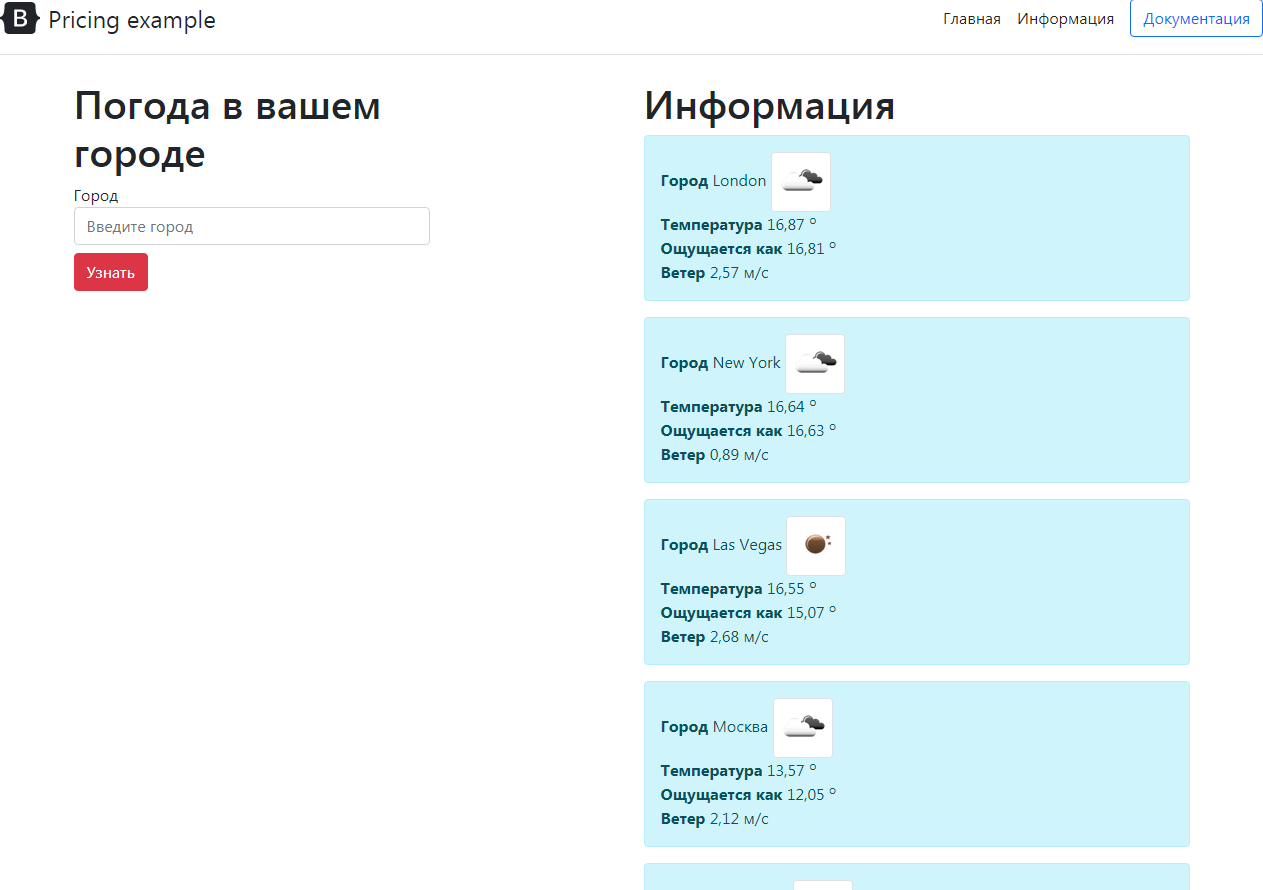 B Pricing example
Главная Информация Документация
Погода в вашем
городе
Город
Введите город
Узнать
Информация
Город London
Температура 16,87 º
Ощущается как 16,81 º
Ветер 2,57 м/с
Город New York
Температура 16,64 º
Ощущается как 16,63 º
Ветер 0,89 м/с
Город Las Vegas
Температура 16,55 º
Ощущается как 15,07 º
Ветер 2,68 м/с
Город Москва
Температура 13,57 º
Ощущается как 12,05 º
Ветер 2,12 м/с